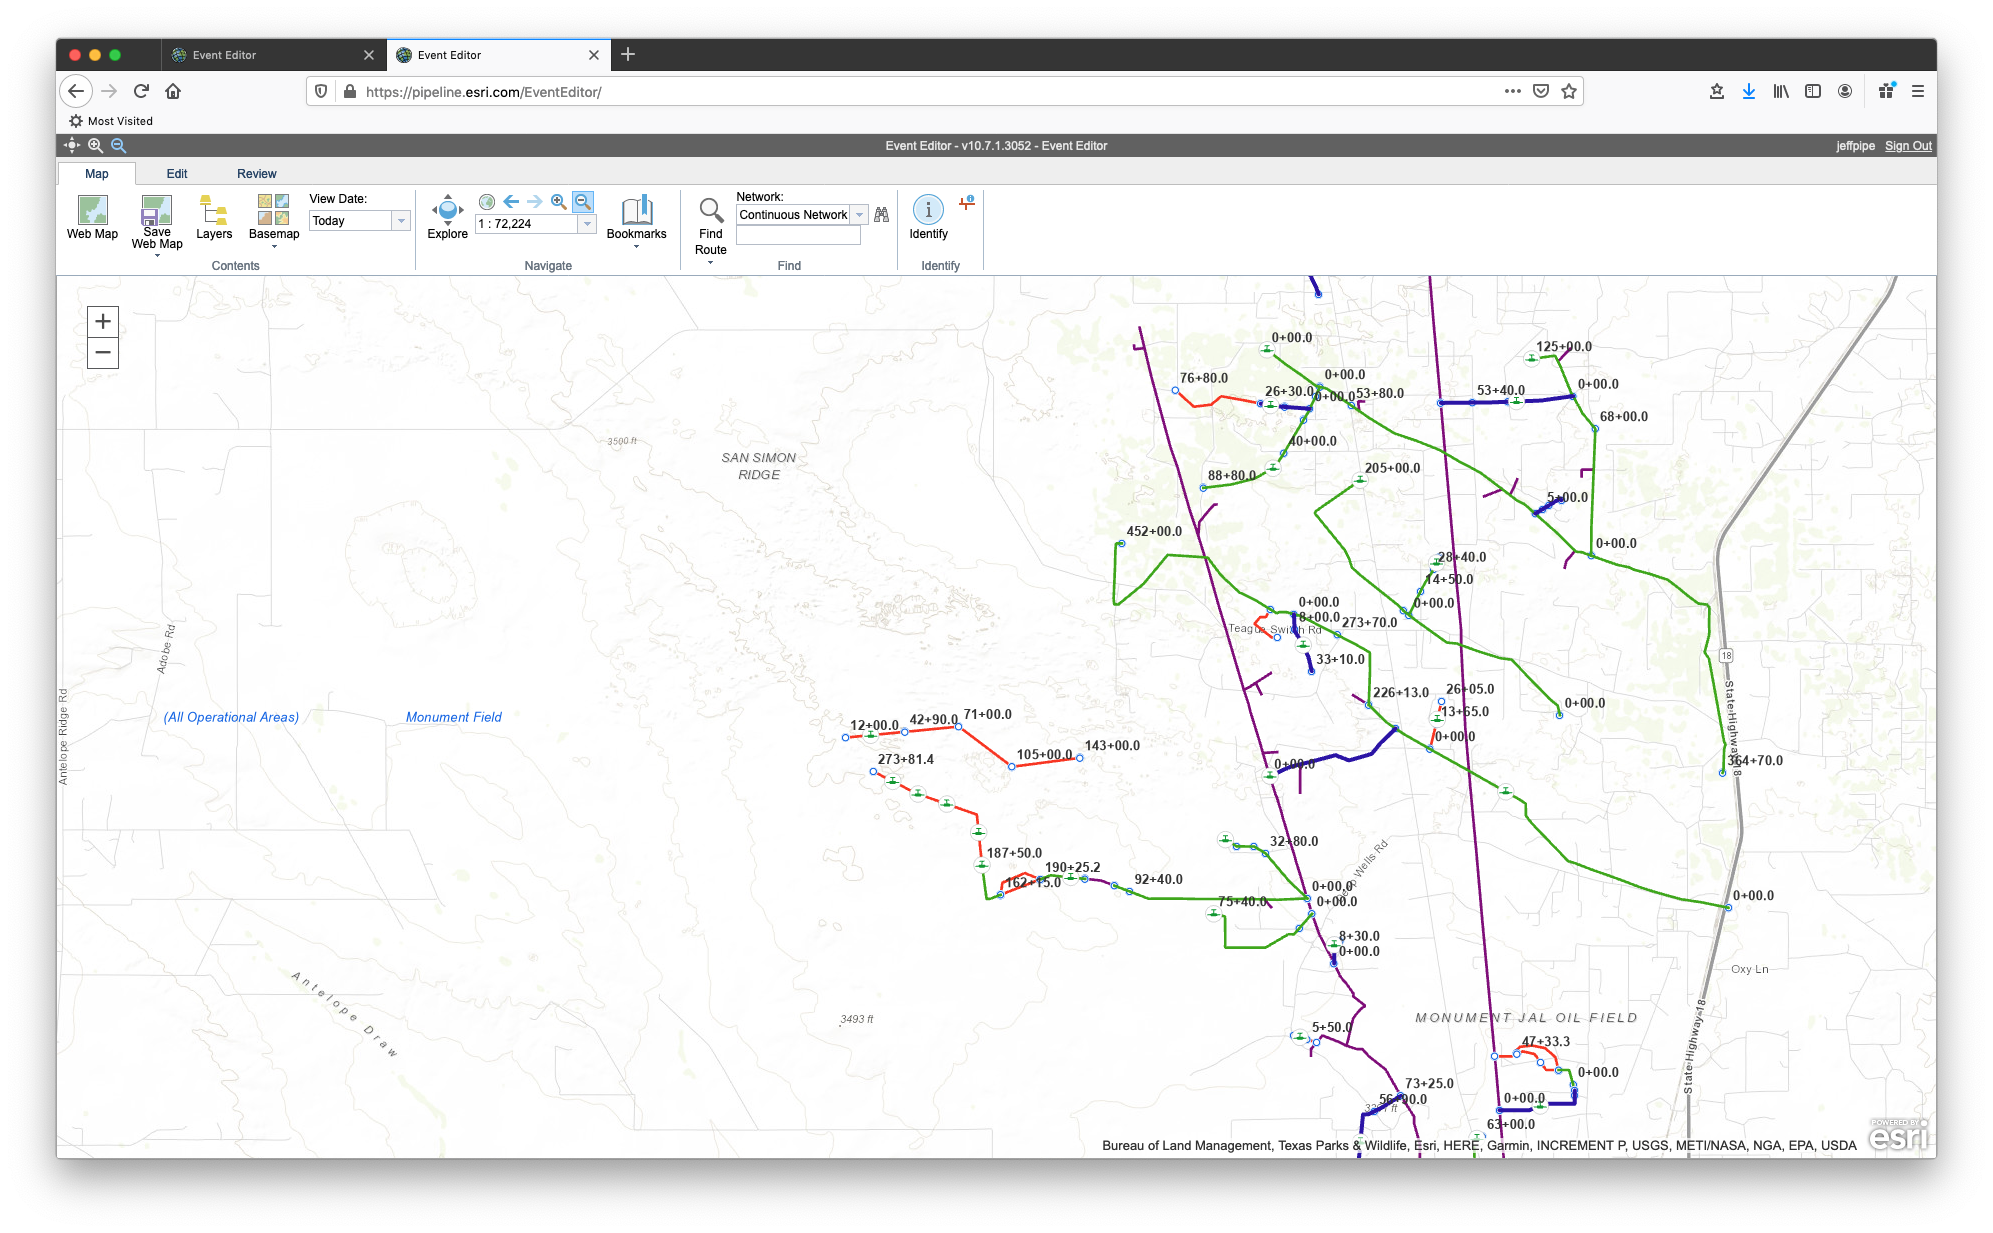 Event Editor
Event Editor
https://pipeline.esri.com/EventEditor/
Most Visited
Event Editor - v10.7.1.3052 - Event Editor
jeffpipe Sign Out
Map Edit Review
Web Map
Save Web Map
Layers
Basemap
View Date:
Today
Contents
Explore
1 : 72,224
Bookmarks
Navigate
Find Route
Network:
Continuous Network
Find
Identify
Identify
0+00.0
125+00.0
76+80.0
0+00.0
26+30.0
0+00.0
53+80.0
53+40.0
0+00.0
68+00.0
3500 ft
40+00.0
SAN SIMON
RIDGE
88+80.0
205+00.0
5+00.0
452+00.0
0+00.0
28+40.0
14+50.0
0+00.0
0+00.0
8+00.0
Teague Switch Rd
273+70.0
Adobe Rd
33+10.0
18
State Highway 18
226+13.0
26+05.0
Antelope Ridge Rd
(All Operational Areas)
Monument Field
12+00.0
42+90.0
71+00.0
13+65.0
0+00.0
0+00.0
105+00.0
143+00.0
273+81.4
0+00.0
364+70.0
32+80.0
187+50.0
190+25.2
162+15.0
92+40.0
Wells Rd
0+00.0
0+00.0
75+40.0
0+00.0
8+30.0
0+00.0
Oxy Ln
Antelope Draw
3493 ft
MONUMENT JAL OIL FIELD
5+50.0
State Highway 18
47+33.3
0+00.0
73+25.0
56+90.0
0+00.0
63+00.0
Bureau of Land Management, Texas Parks & Wildlife, Esri, HERE, Garmin, INCREMENT P, USGS, METI/NASA, NGA, EPA, USDA
POWERED BY
esri